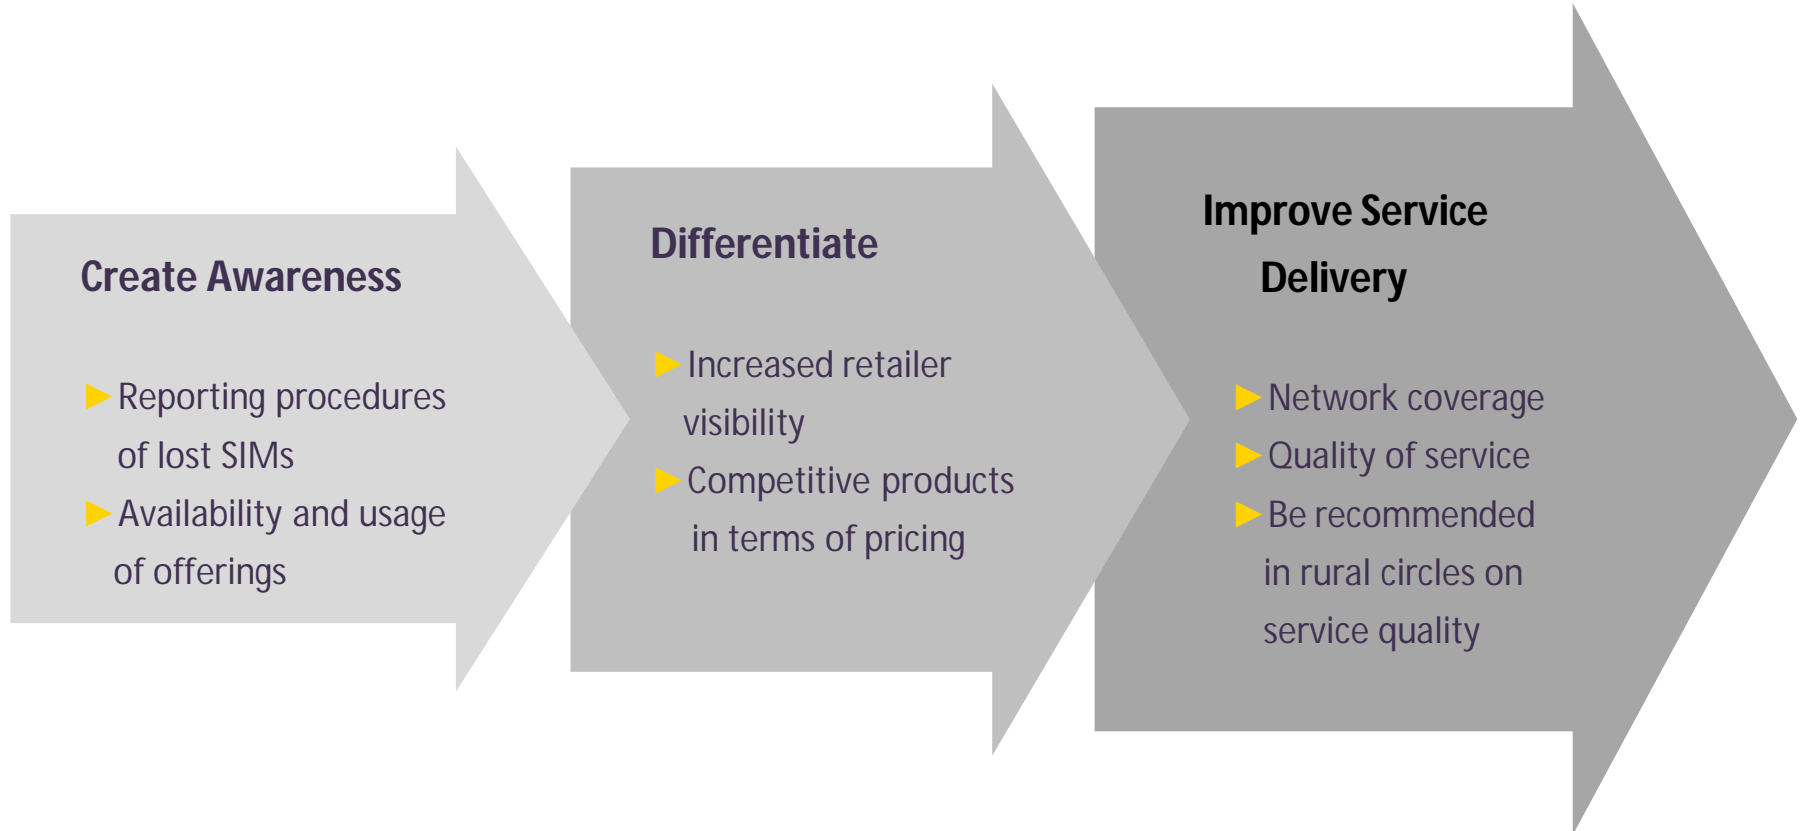 Create Awareness
►Reporting procedures
of lost SIMs
►Availability and usage
of offerings
Differentiate
►Increased retailer
visibility
►Competitive products
in terms of pricing
Improve Service
Delivery
►Network coverage
►Quality of service
►Be recommended
in rural circles on
service quality